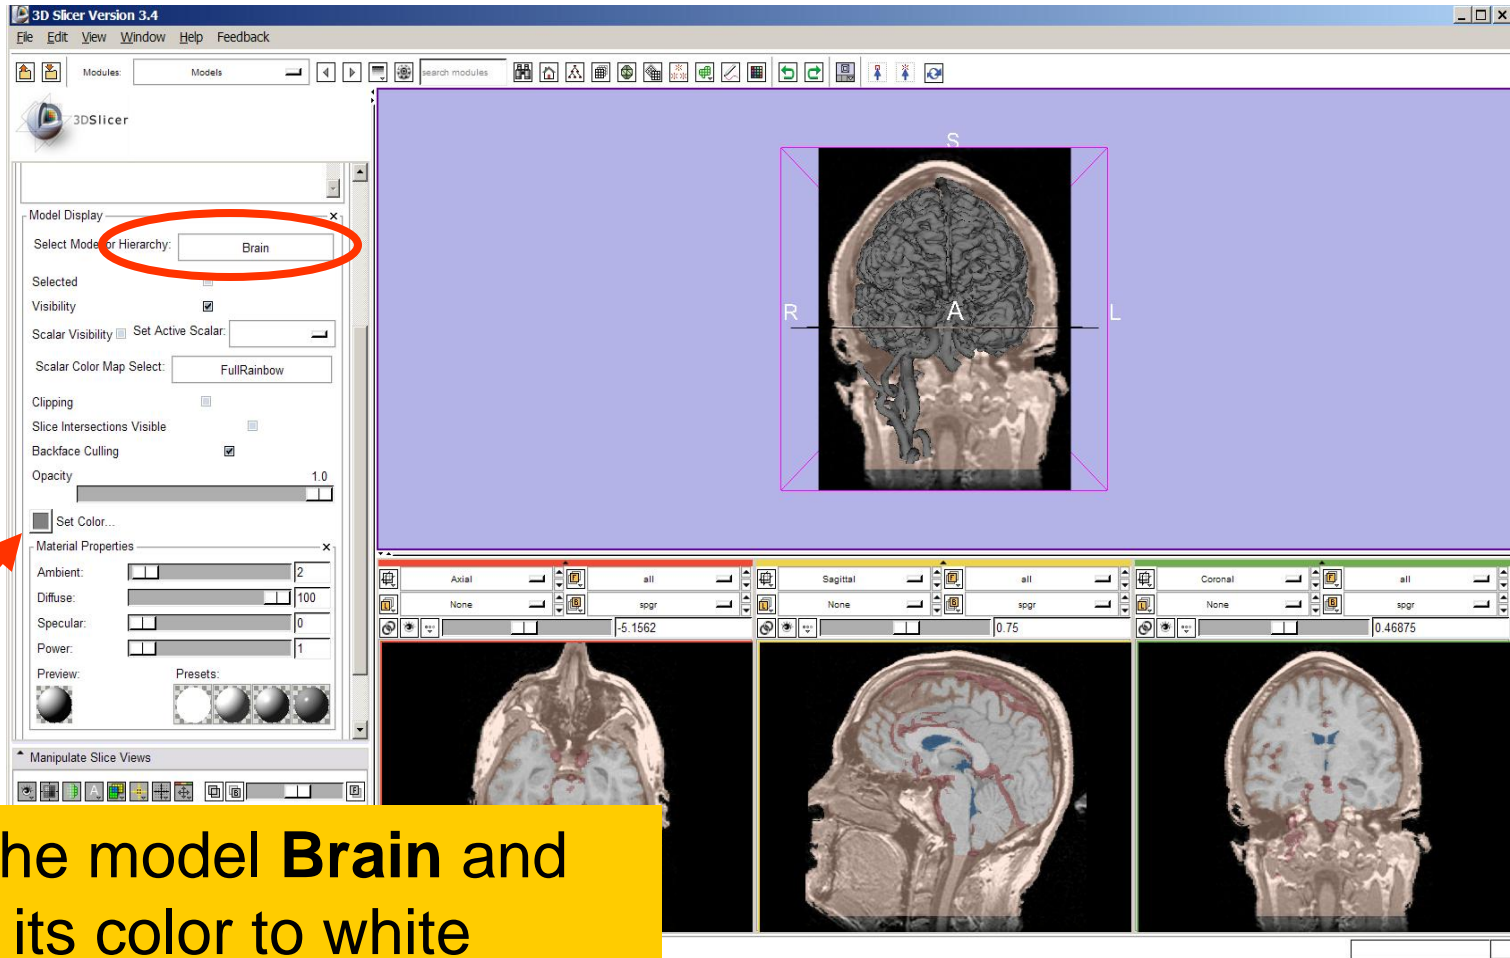 3D Slicer Version 3.4
File Edit View Window Help Feedback
Modules: Models search modules
3DSlicer
Model Display
Select Model or Hierarchy: Brain
Selected
Visibility
Scalar Visibility Set Active Scalar:
Scalar Color Map Select: FullRainbow
Clipping
Slice Intersections Visible
Backface Culling
Opacity 1.0
Set Color...
Material Properties
Ambient: 2
Diffuse: 100
Specular: 0
Power: 1
Preview: Presets:
Manipulate Slice Views
S
R A L
Axial all
None spgr
-5.1562
Sagittal all
None spgr
0.75
Coronal all
None spgr
0.46875
he model Brain and
its color to white